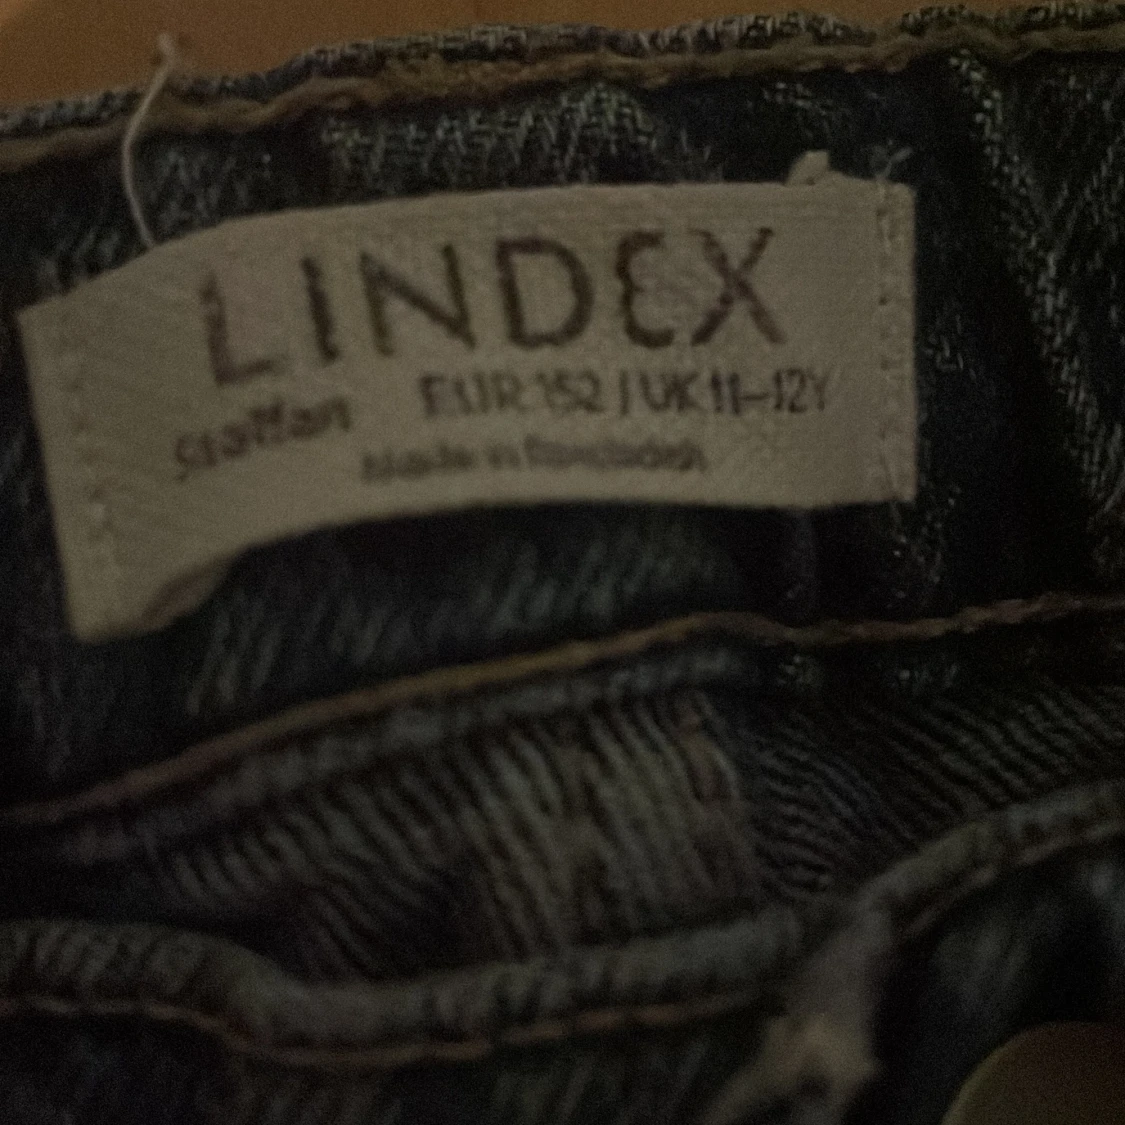 LINDEX
Staffan EUR 152 / UK 11–12Y
Made in Bangladesh